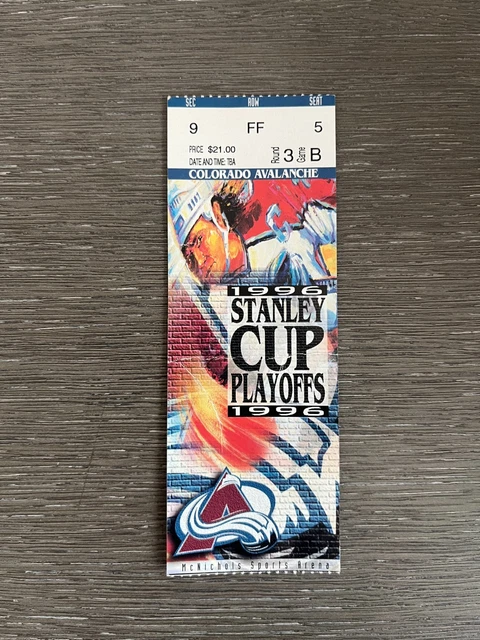 SEC ROW SEAT
9 FF 5
PRICE $21.00
DATE AND TIME: TBA
Round 3 Game B
COLORADO AVALANCHE
1996
STANLEY
CUP
PLAYOFFS
1996
A
McNichols Sports Arena